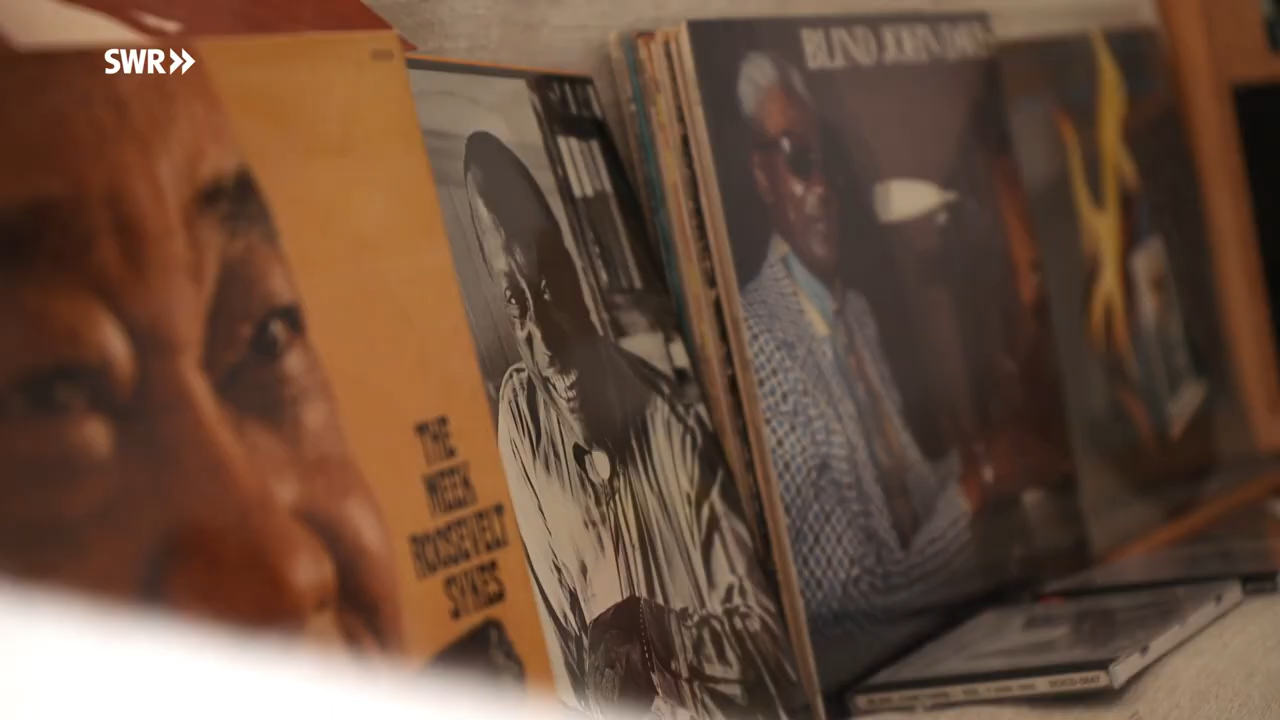 SWR
THE
WEEK
ROOSEVELT
SYKES
BLIND JOHN DAVIS